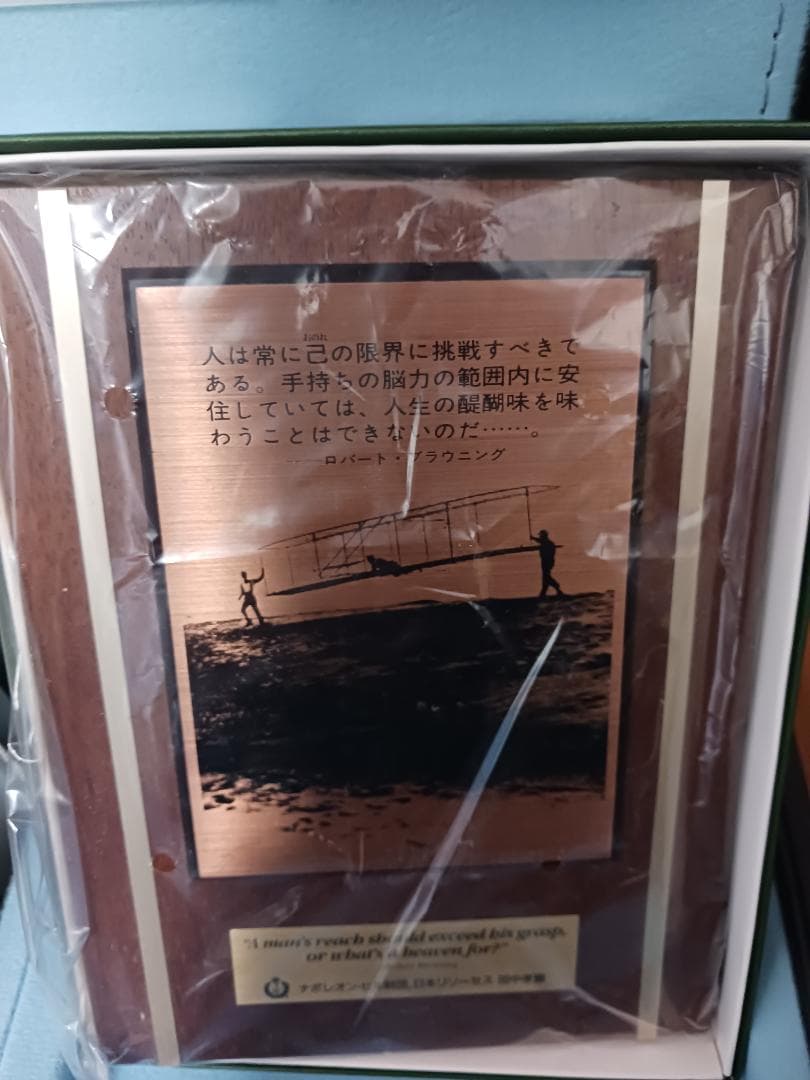 おのれ
人は常に己の限界に挑戦すべきで
ある。手持ちの脳力の範囲内に安
住していては、人生の醍醐味を味
わうことはできないのだ……。
――ロバート・ブラウニング
"A man's reach should exceed his grasp,
or what's a heaven for?"
ナポレオン・ヒル財団, 日本リソーセス